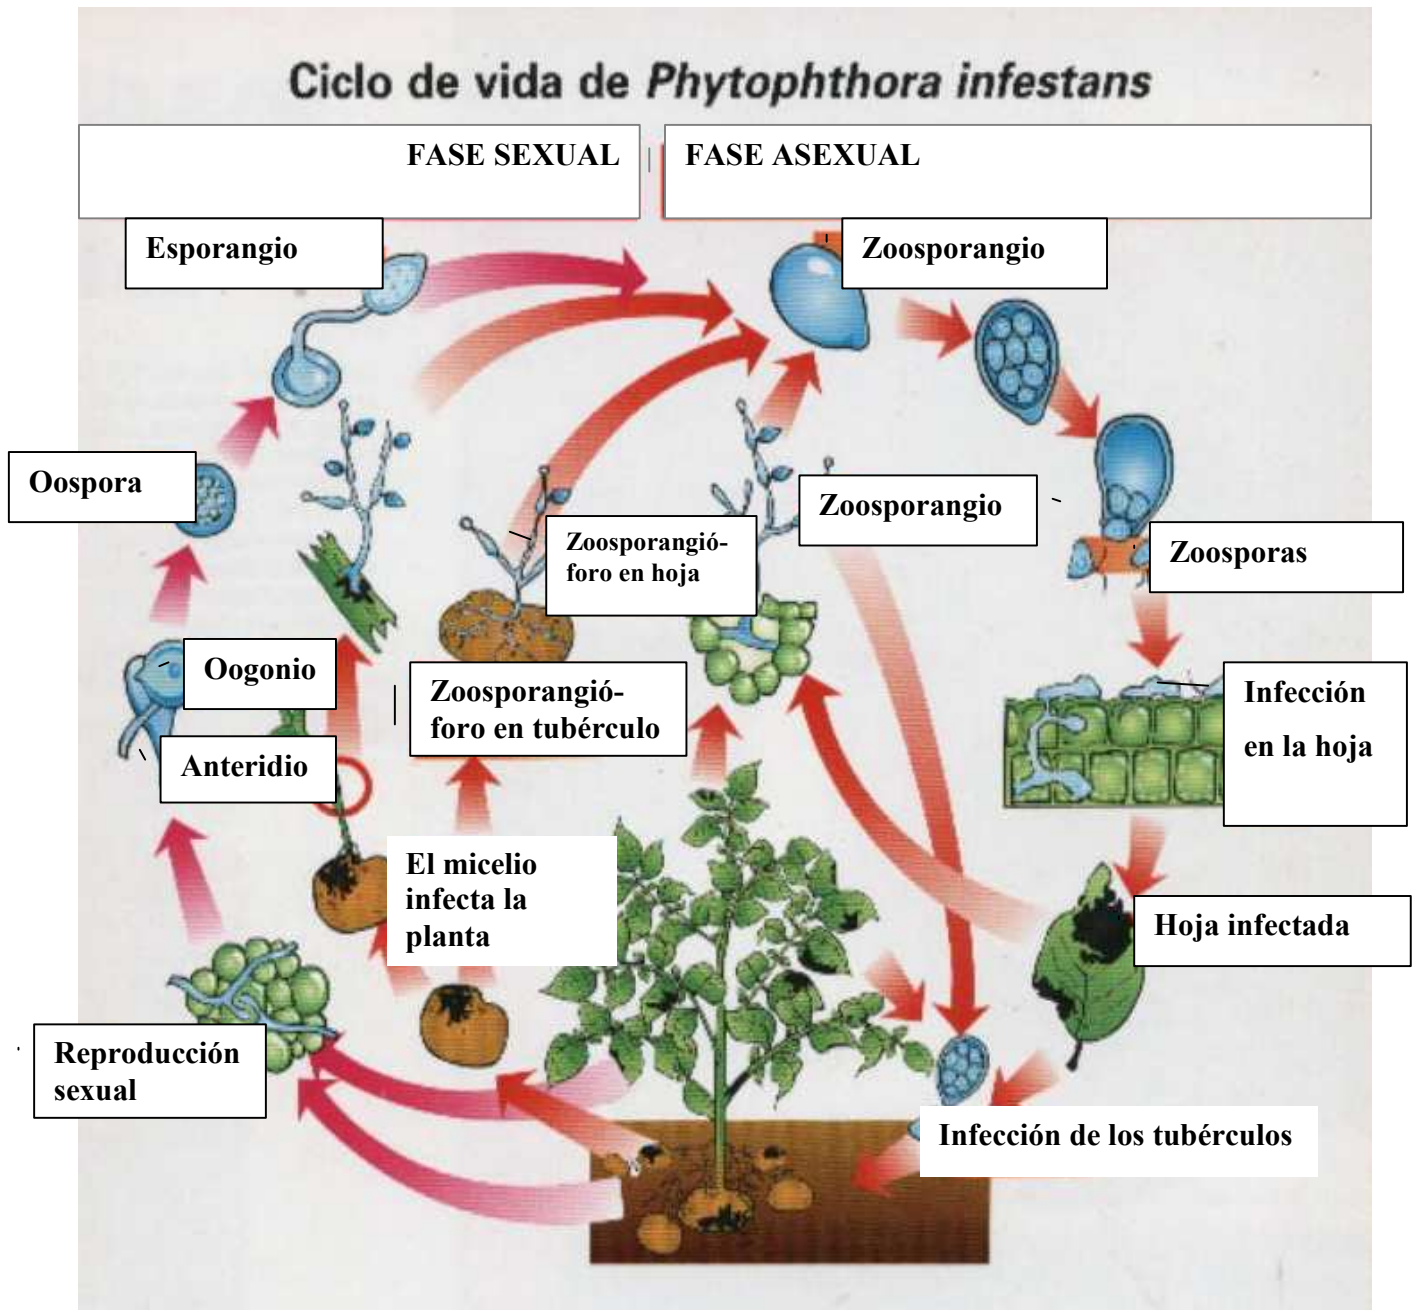 Ciclo de vida de Phytophthora infestans
FASE SEXUAL
FASE ASEXUAL
Esporangio
Zoosporangio
Oospora
Zoosporangio
Zoosporangió-
foro en hoja
Zoosporas
Oogonio
Zoosporangió-
foro en tubérculo
Infección
en la hoja
Anteridio
El micelio
infecta la
planta
Hoja infectada
Reproducción
sexual
Infección de los tubérculos